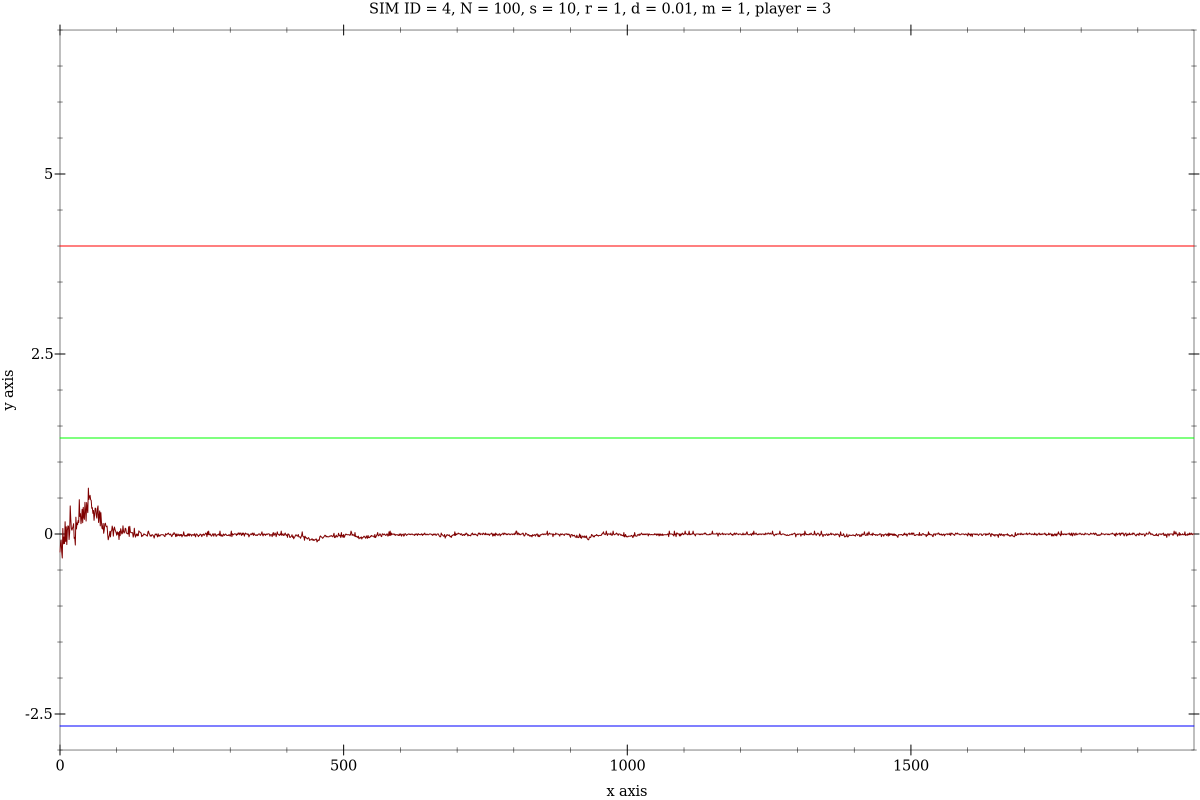 SIM ID = 4, N = 100, s = 10, r = 1, d = 0.01, m = 1, player = 3
5
2.5
y axis
0
-2.5
0 500 1000 1500
x axis